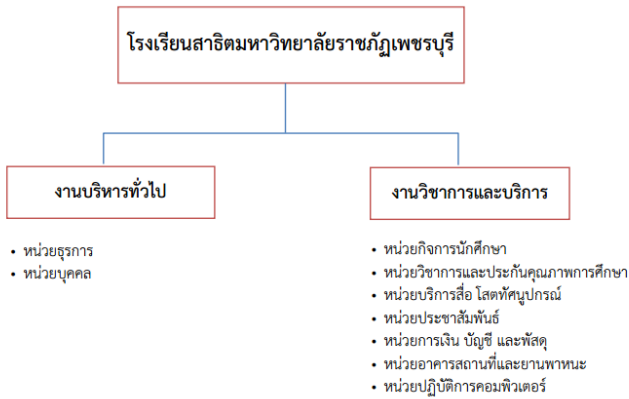 โรงเรียนสาธิตมหาวิทยาลัยราชภัฏเพชรบุรี
งานบริหารทั่วไป
• หน่วยธุรการ
• หน่วยบุคคล
งานวิชาการและบริการ
• หน่วยกิจการนักศึกษา
• หน่วยวิชาการและประกันคุณภาพการศึกษา
• หน่วยบริการสื่อ โสตทัศนูปกรณ์
• หน่วยประชาสัมพันธ์
• หน่วยการเงิน บัญชี และพัสดุ
• หน่วยอาคารสถานที่และยานพาหนะ
• หน่วยปฏิบัติการคอมพิวเตอร์